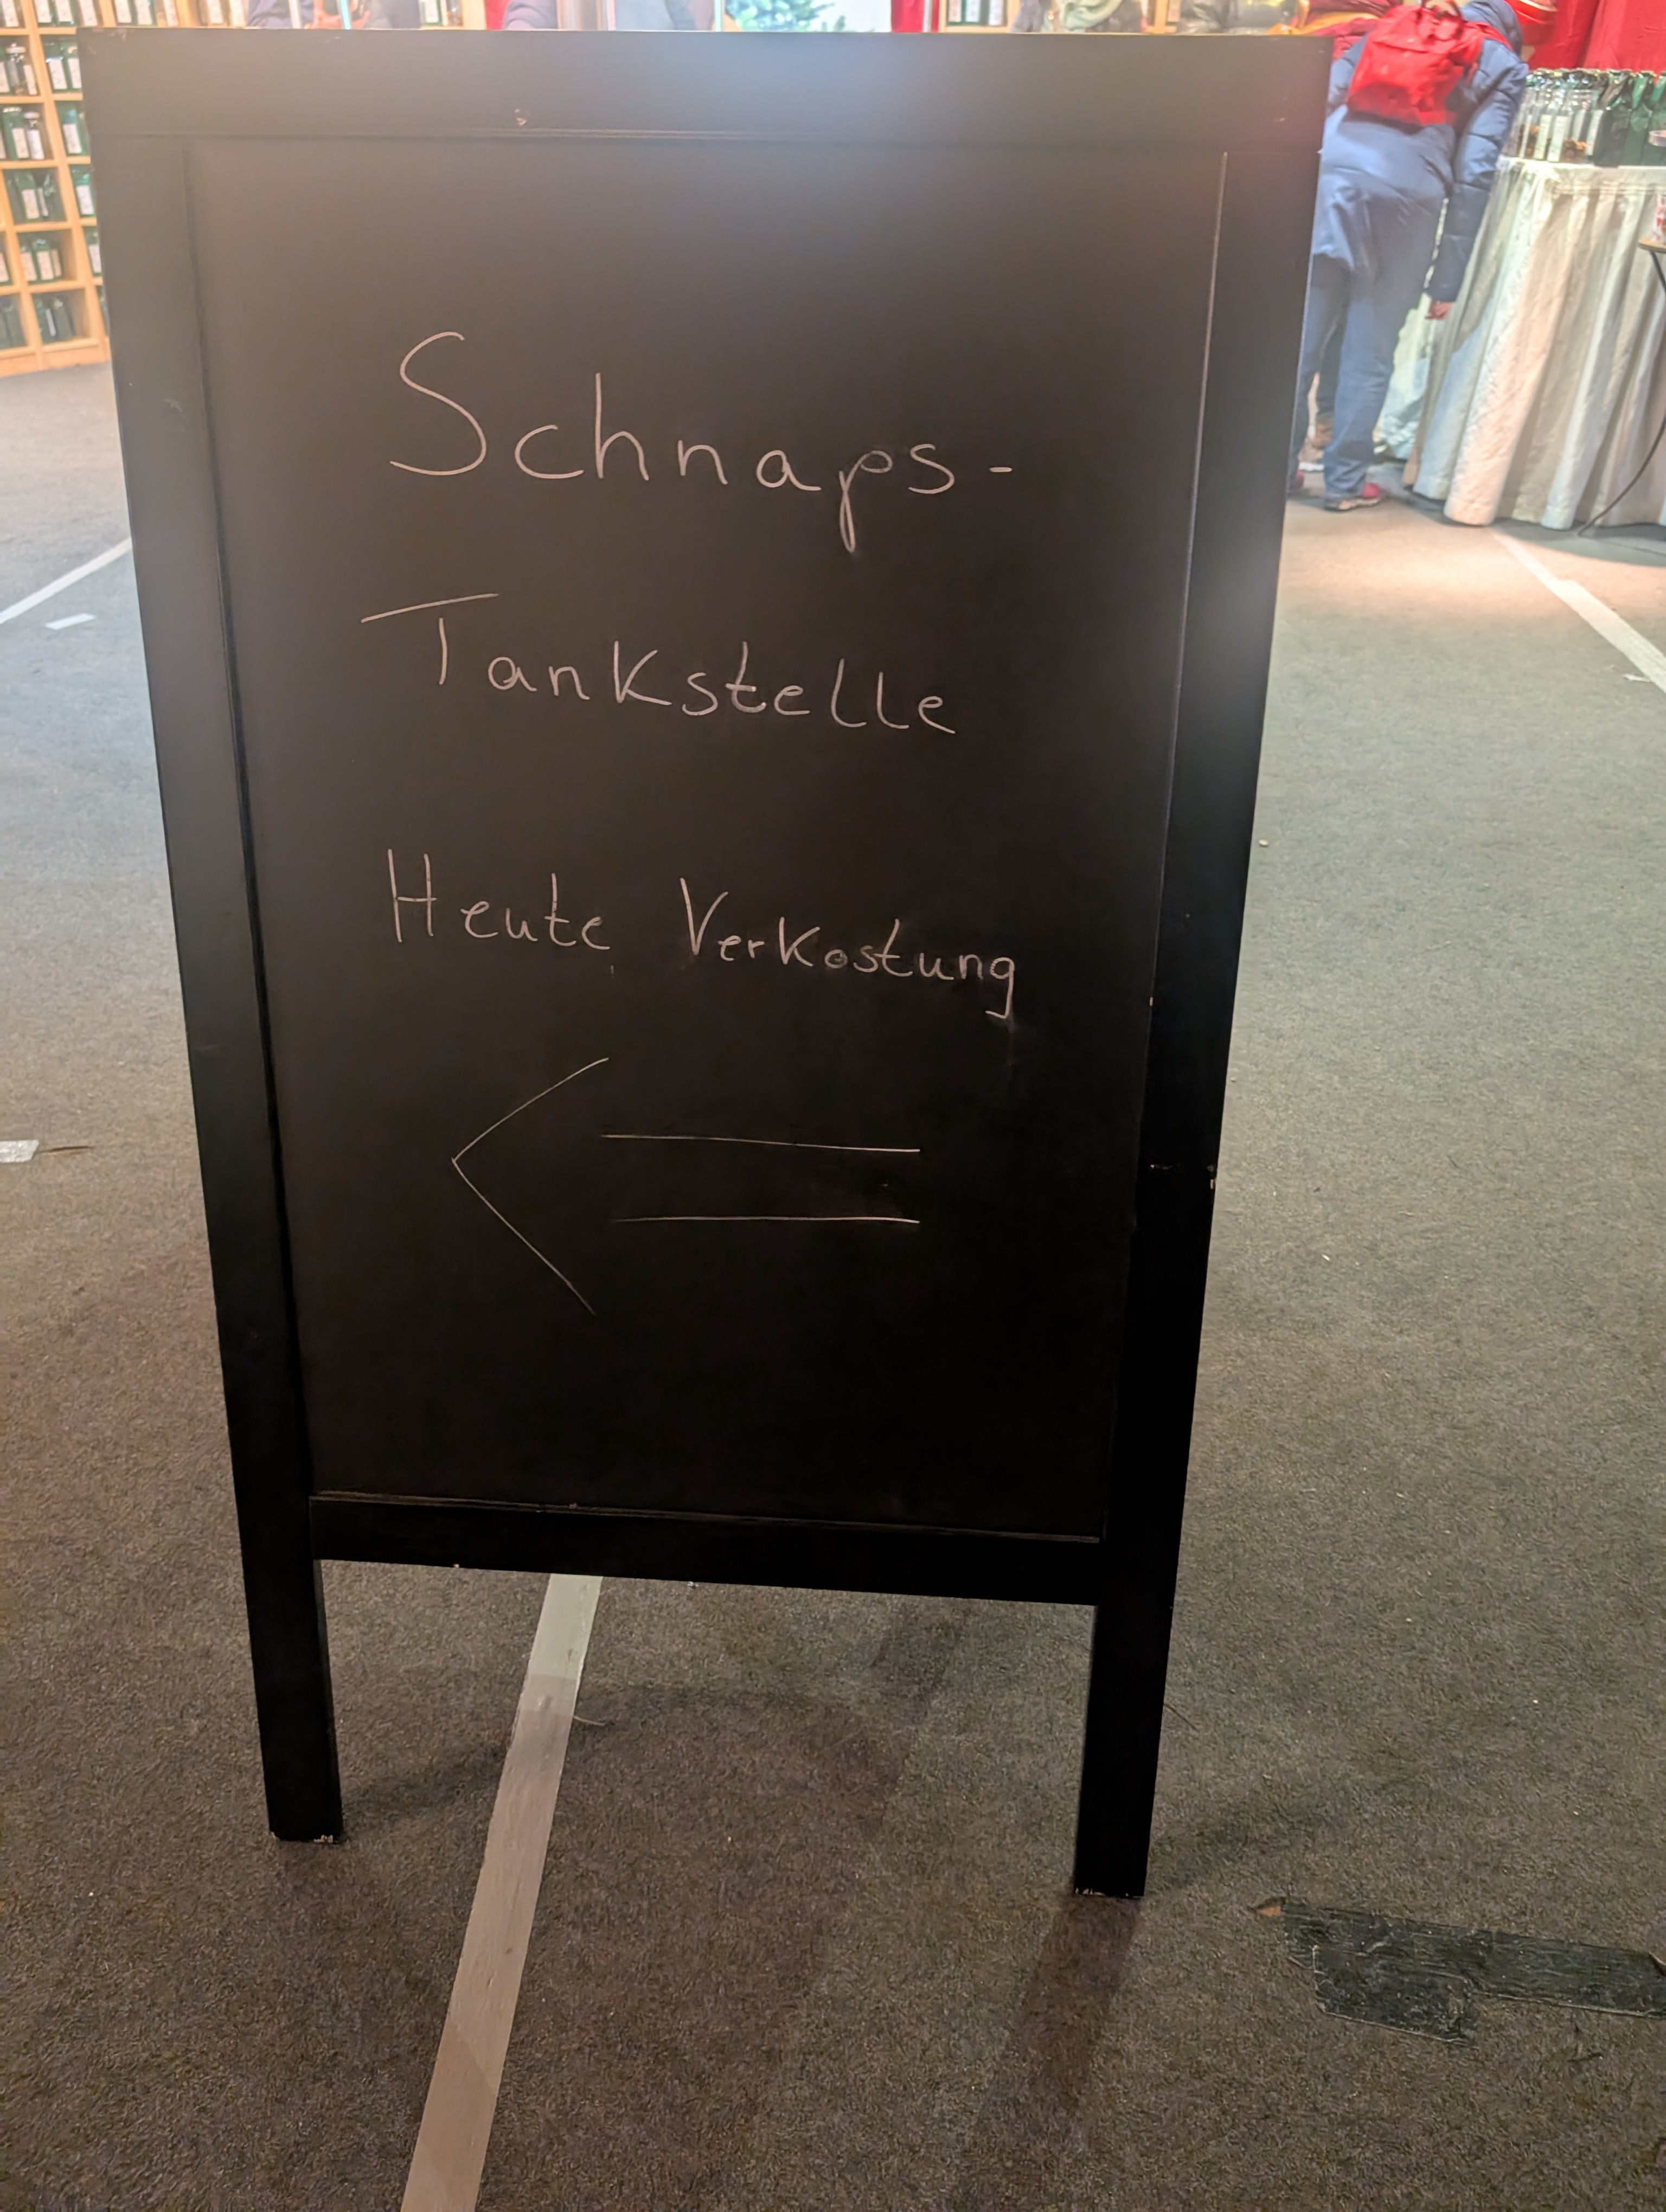 Schnaps-
Tankstelle
Heute Verkostung